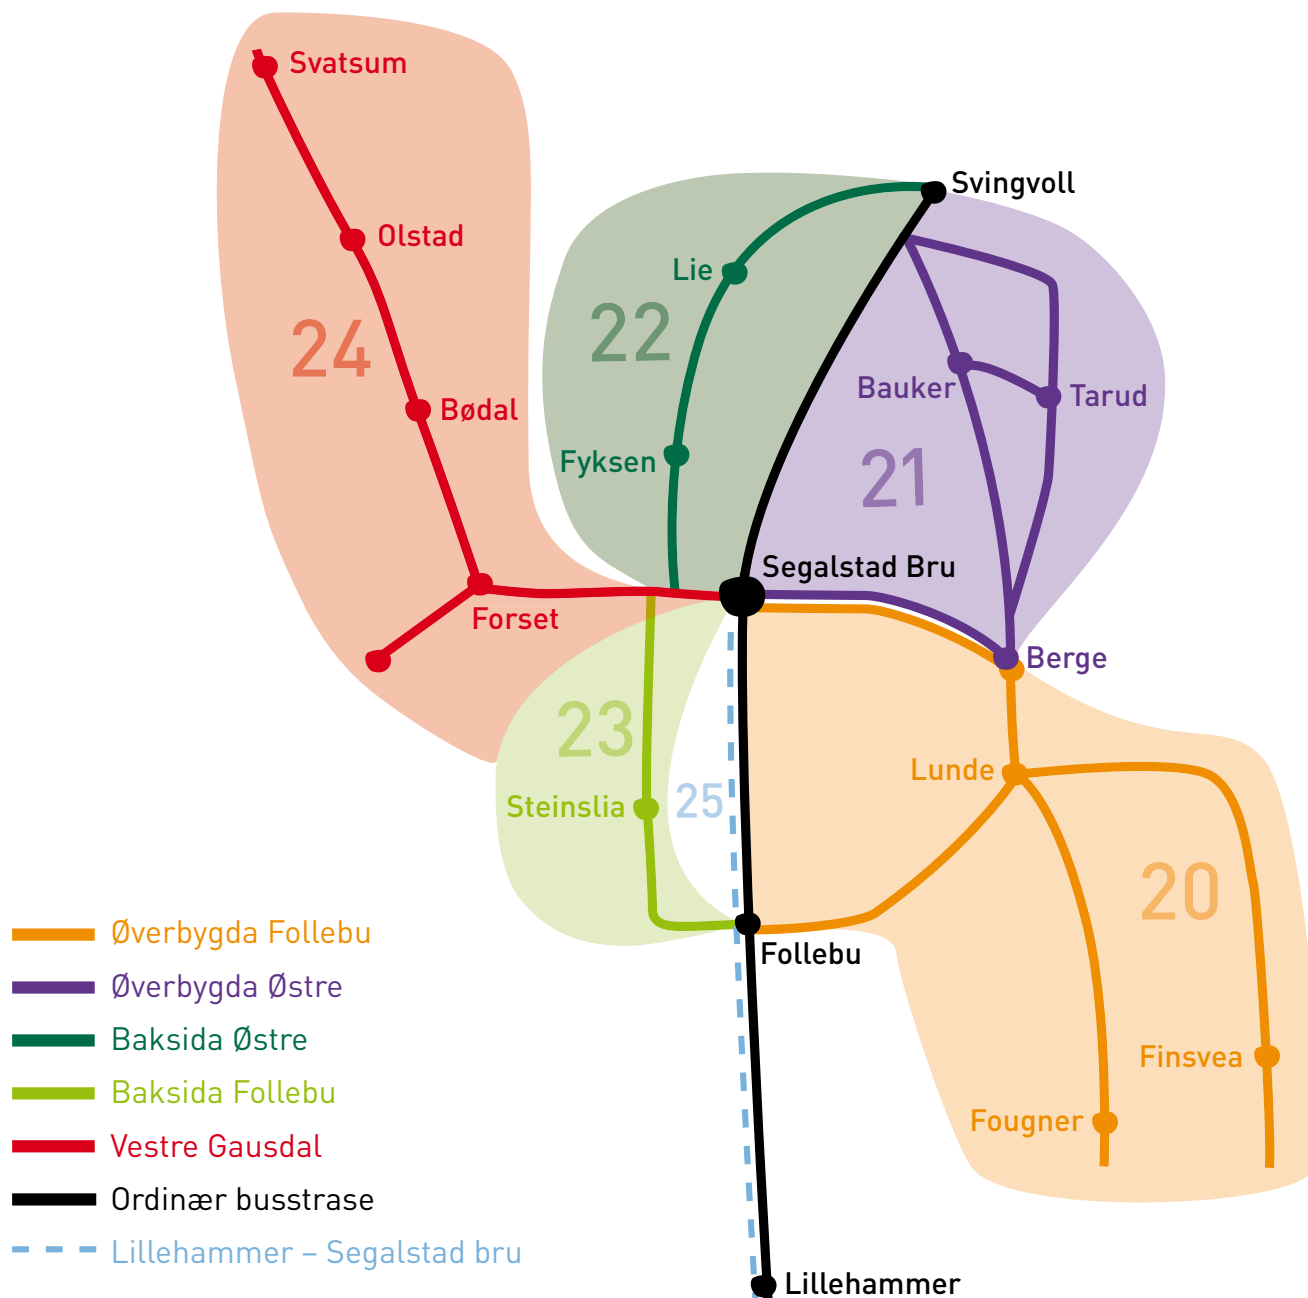 Svatsum
Svingvoll
Olstad
Lie
24
22
Bauker
Tarud
Bødal
Fyksen
21
Segalstad Bru
Forset
Berge
23
Lunde
25
Steinslia
20
Øverbygda Follebu
Follebu
Øverbygda Østre
Baksida Østre
Finsvea
Baksida Follebu
Fougner
Vestre Gausdal
Ordinær busstrase
Lillehammer – Segalstad bru
Lillehammer